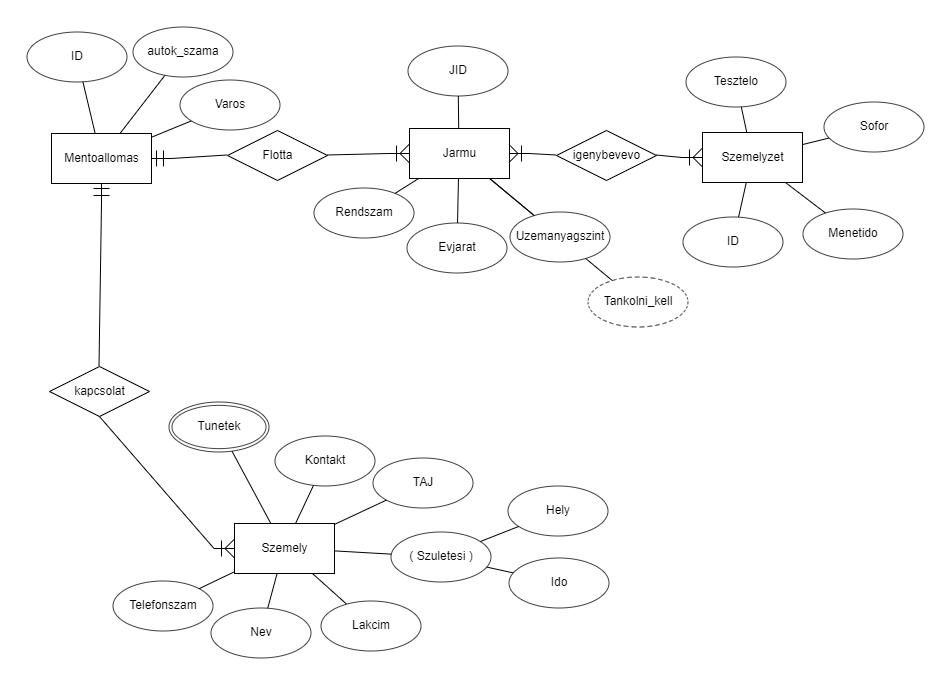 ID
autok_szama
Varos
Mentoallomas
Flotta
JID
Jarmu
Rendszam
Evjarat
Uzemanyagszint
Tankolni_kell
igenybevevo
Tesztelo
Sofor
Szemelyzet
ID
Menetido
kapcsolat
Tunetek
Kontakt
TAJ
Szemely
( Szuletesi )
Hely
Ido
Telefonszam
Nev
Lakcim